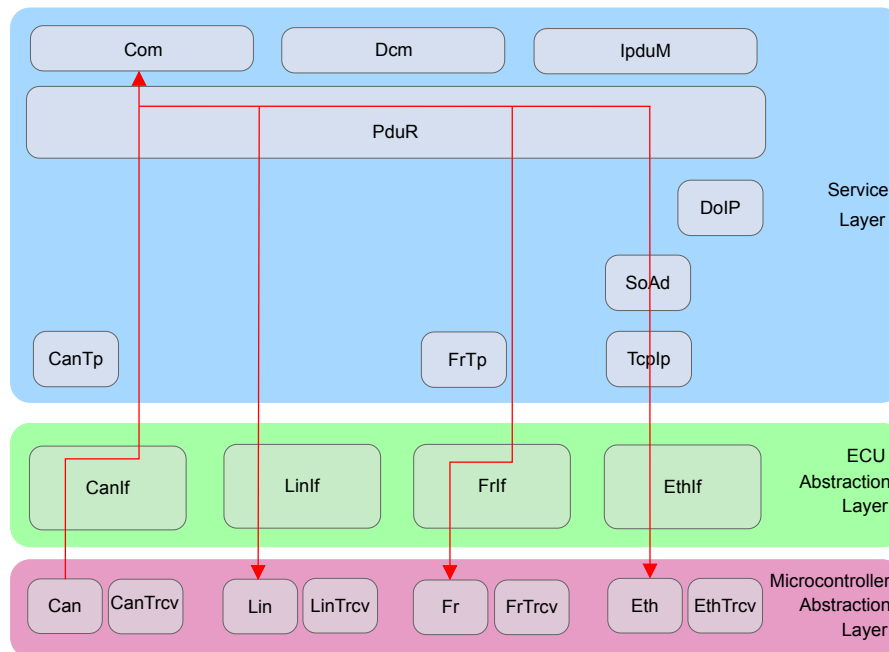 Com
Dcm
IpduM
PduR
DoIP
Service
Layer
SoAd
CanTp
FrTp
TcpIp
CanIf
LinIf
FrIf
EthIf
ECU
Abstraction
Layer
Can
CanTrcv
Lin
LinTrcv
Fr
FrTrcv
Eth
EthTrcv
Microcontroller
Abstraction
Layer